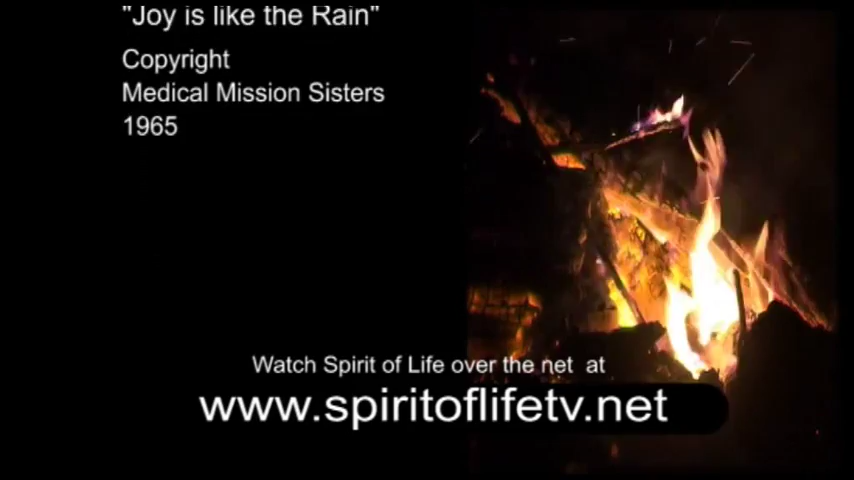 "Joy is like the Rain"
Copyright
Medical Mission Sisters
1965
Watch Spirit of Life over the net at
www.spiritoflifetv.net